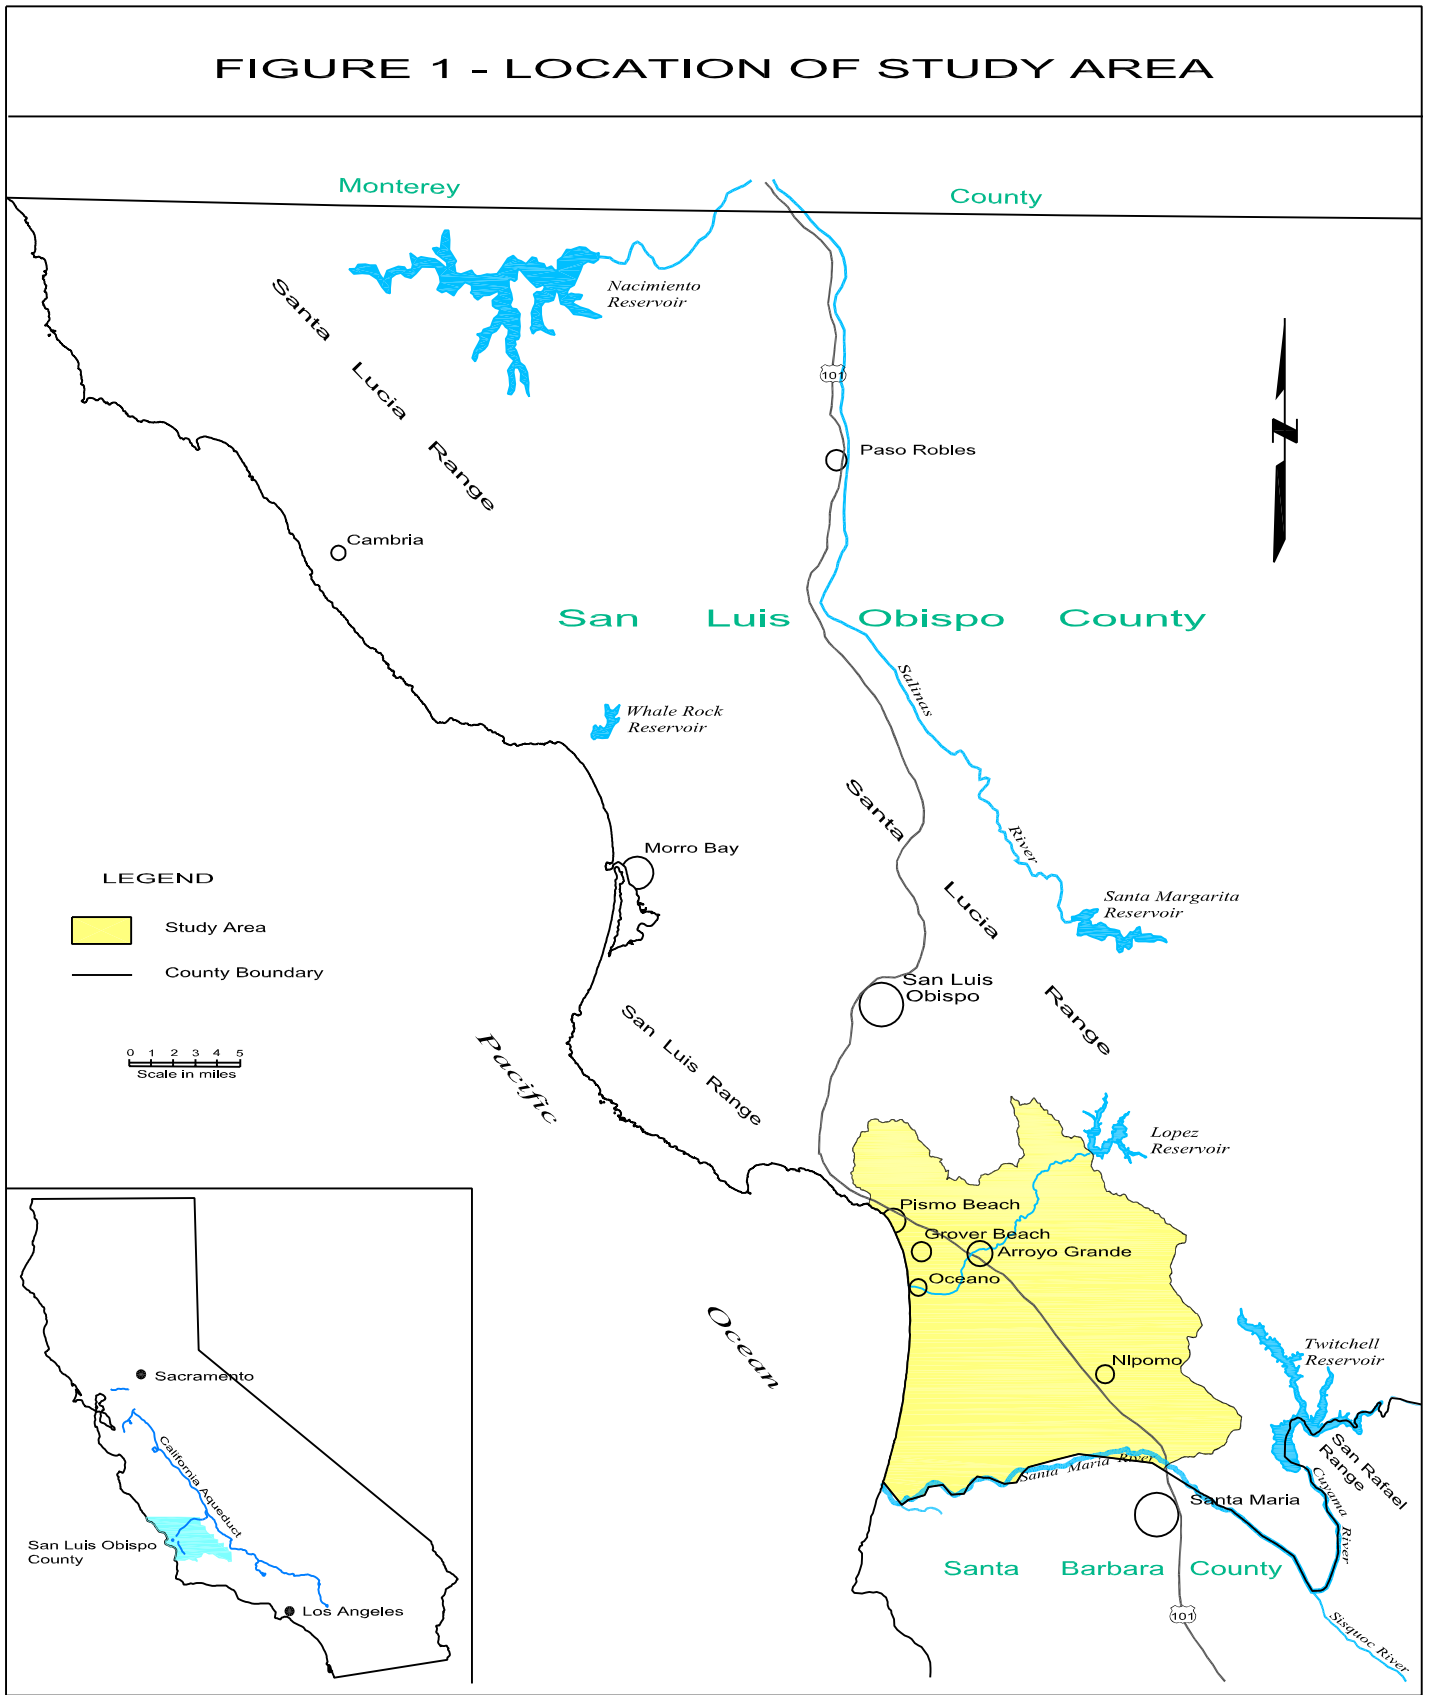 FIGURE 1 - LOCATION OF STUDY AREA
Monterey County
Nacimiento
Reservoir
Santa Lucia Range
101
Paso Robles
Cambria
San Luis Obispo County
Salinas River
Whale Rock
Reservoir
Morro Bay
Santa Lucia Range
Santa Margarita
Reservoir
LEGEND
Study Area
County Boundary
0 1 2 3 4 5
Scale in miles
San Luis
Obispo
San Luis Range
Pacific Ocean
Lopez
Reservoir
Pismo Beach
Grover Beach
Arroyo Grande
Oceano
NIpomo
Twitchell
Reservoir
San Rafael
Range
Cuyama River
Santa Maria River
Santa Maria
Santa Barbara County
101
Sisquoc River
Sacramento
California Aqueduct
San Luis Obispo
County
Los Angeles
N